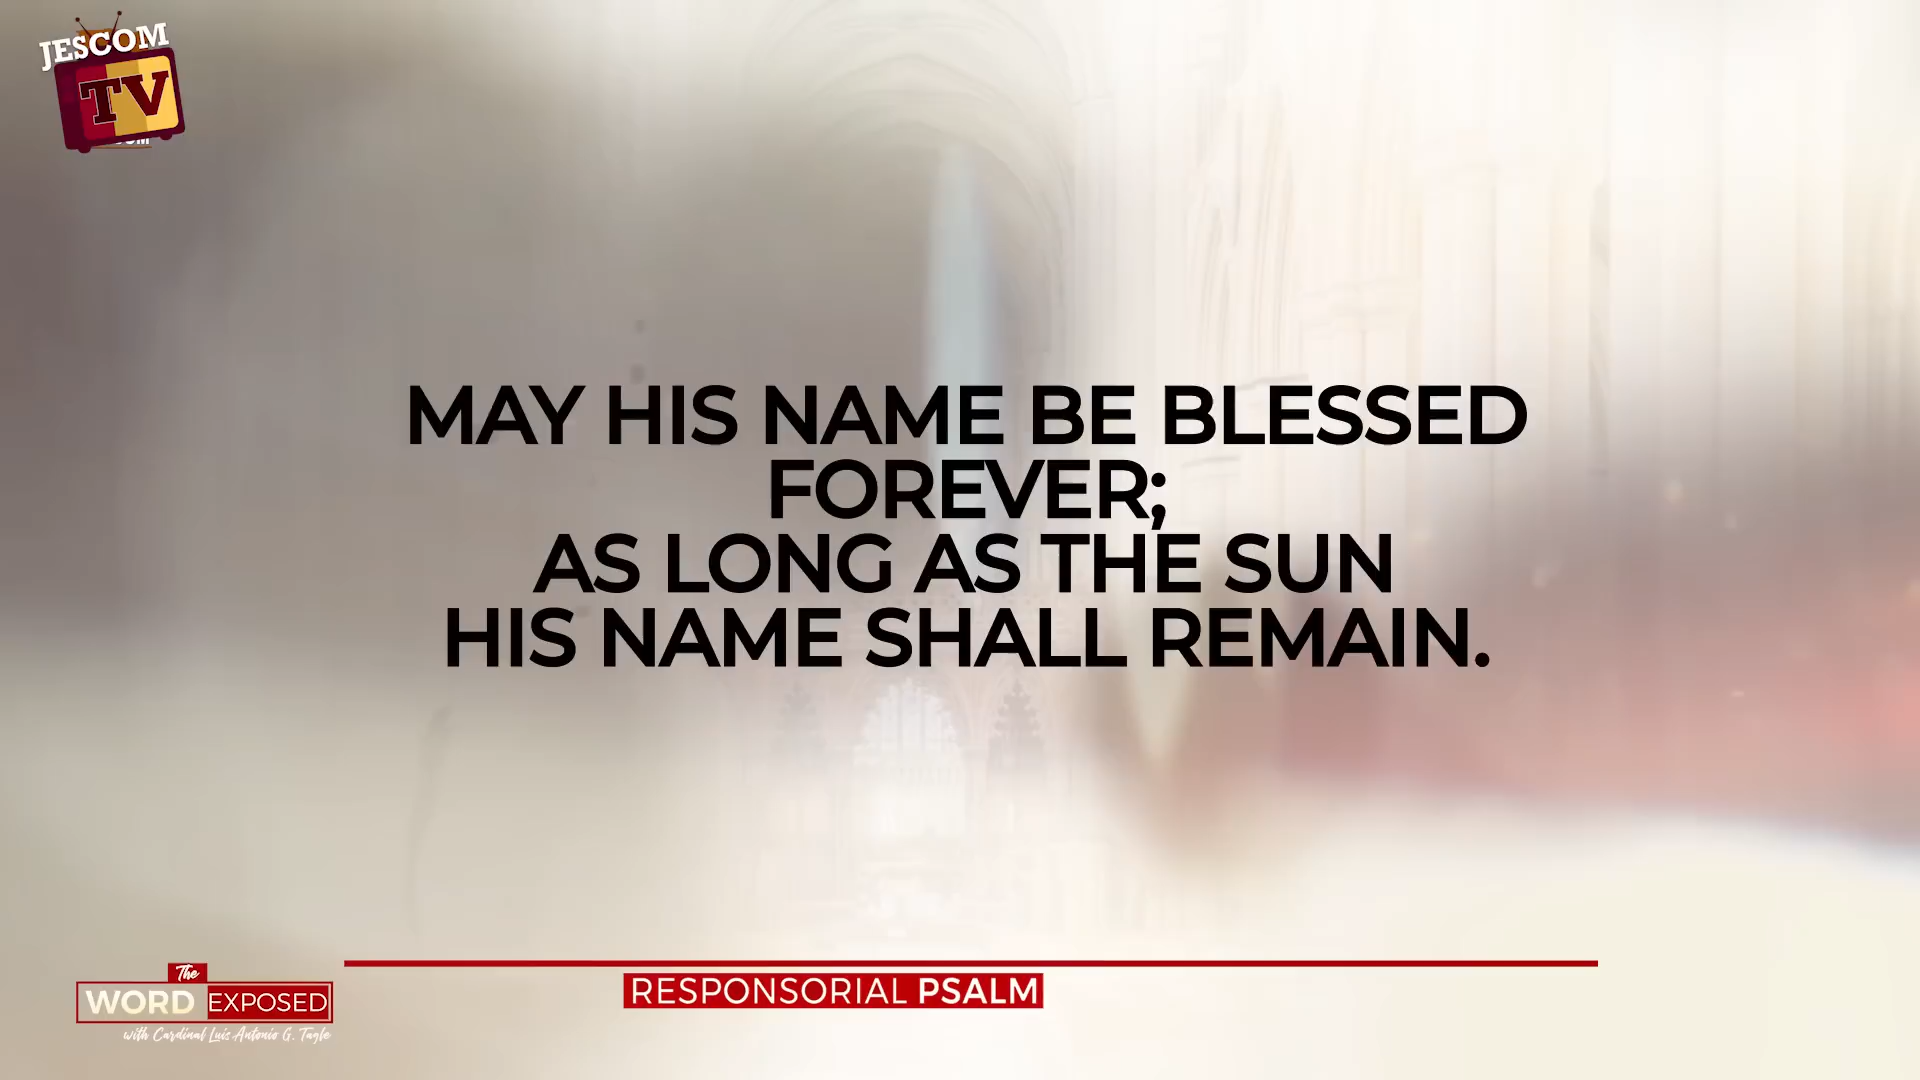 JESCOM
TV
MAY HIS NAME BE BLESSED
FOREVER;
AS LONG AS THE SUN
HIS NAME SHALL REMAIN.
RESPONSORIAL PSALM
The
WORD EXPOSED
with Cardinal Luis Antonio G. Tagle